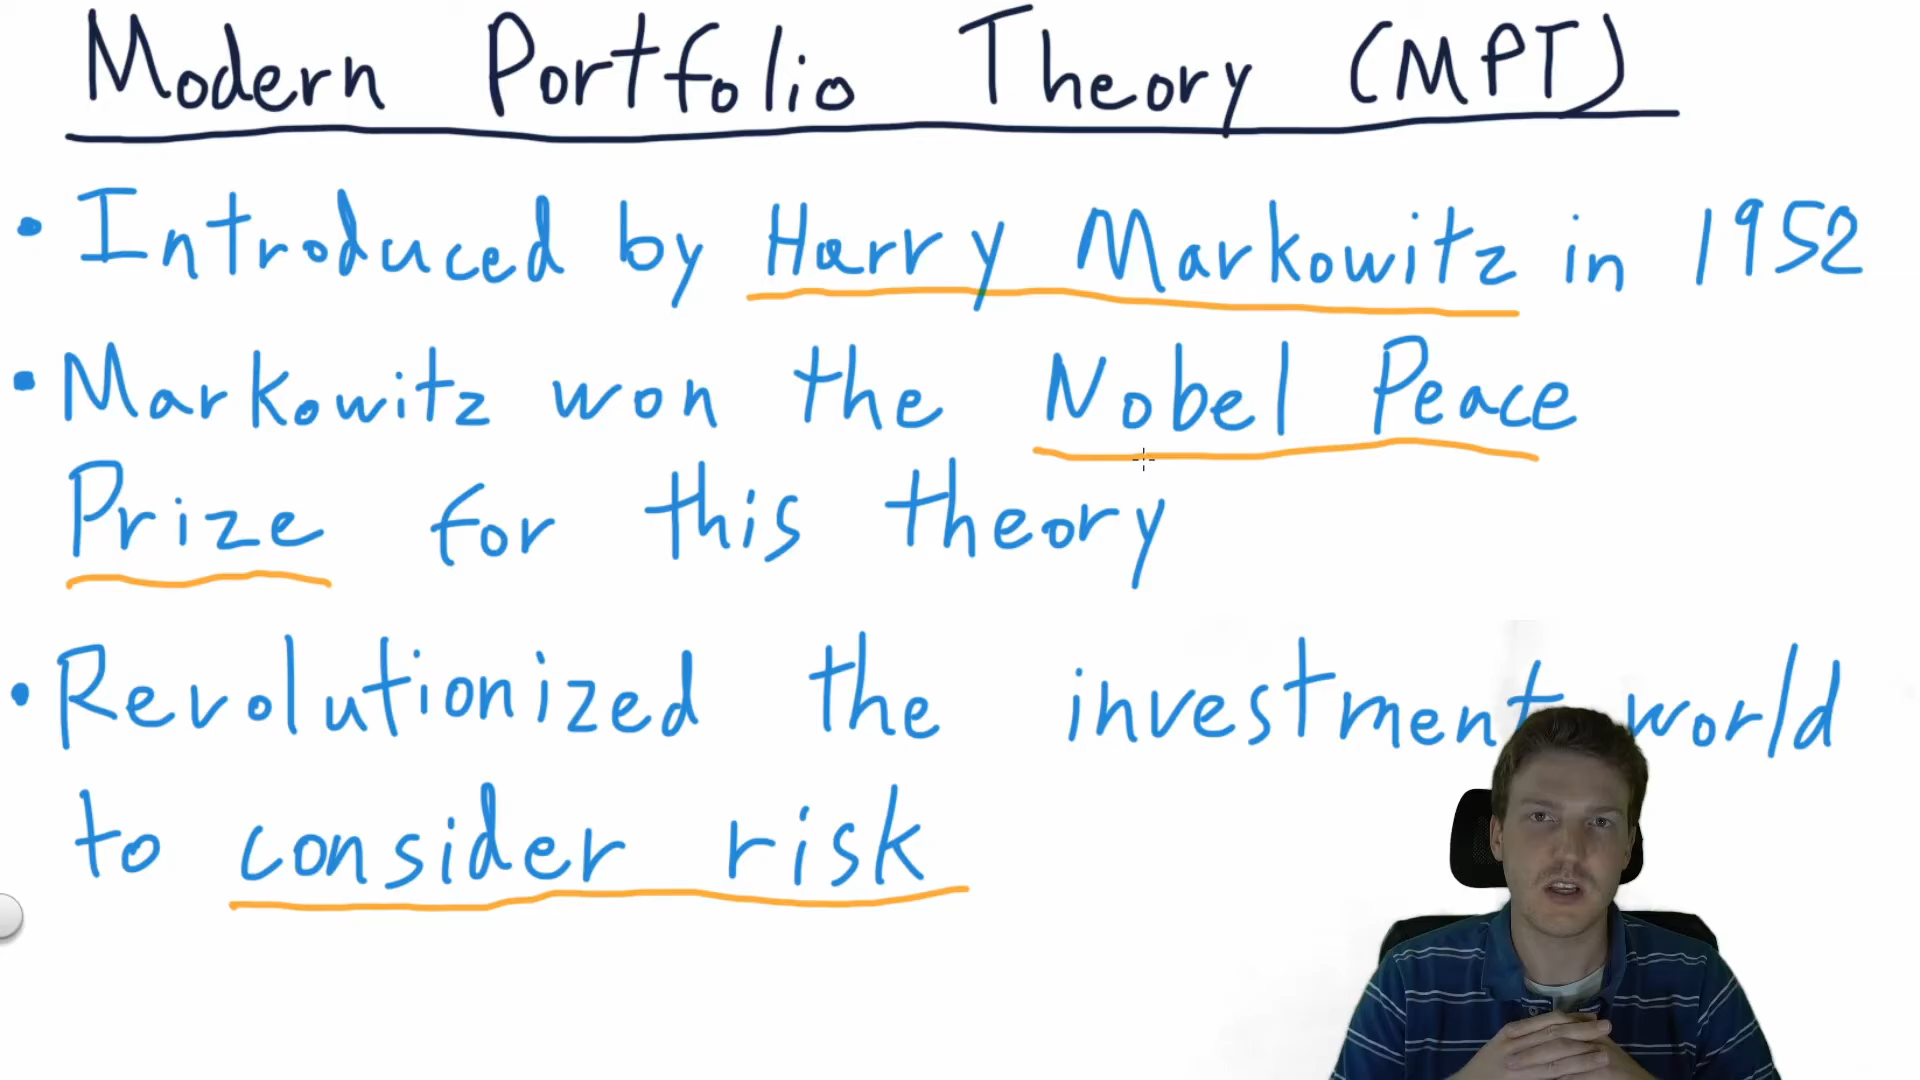 Modern Portfolio Theory (MPT)
• Introduced by Harry Markowitz in 1952
• Markowitz won the Nobel Peace
Prize for this theory
• Revolutionized the investment world
to consider risk